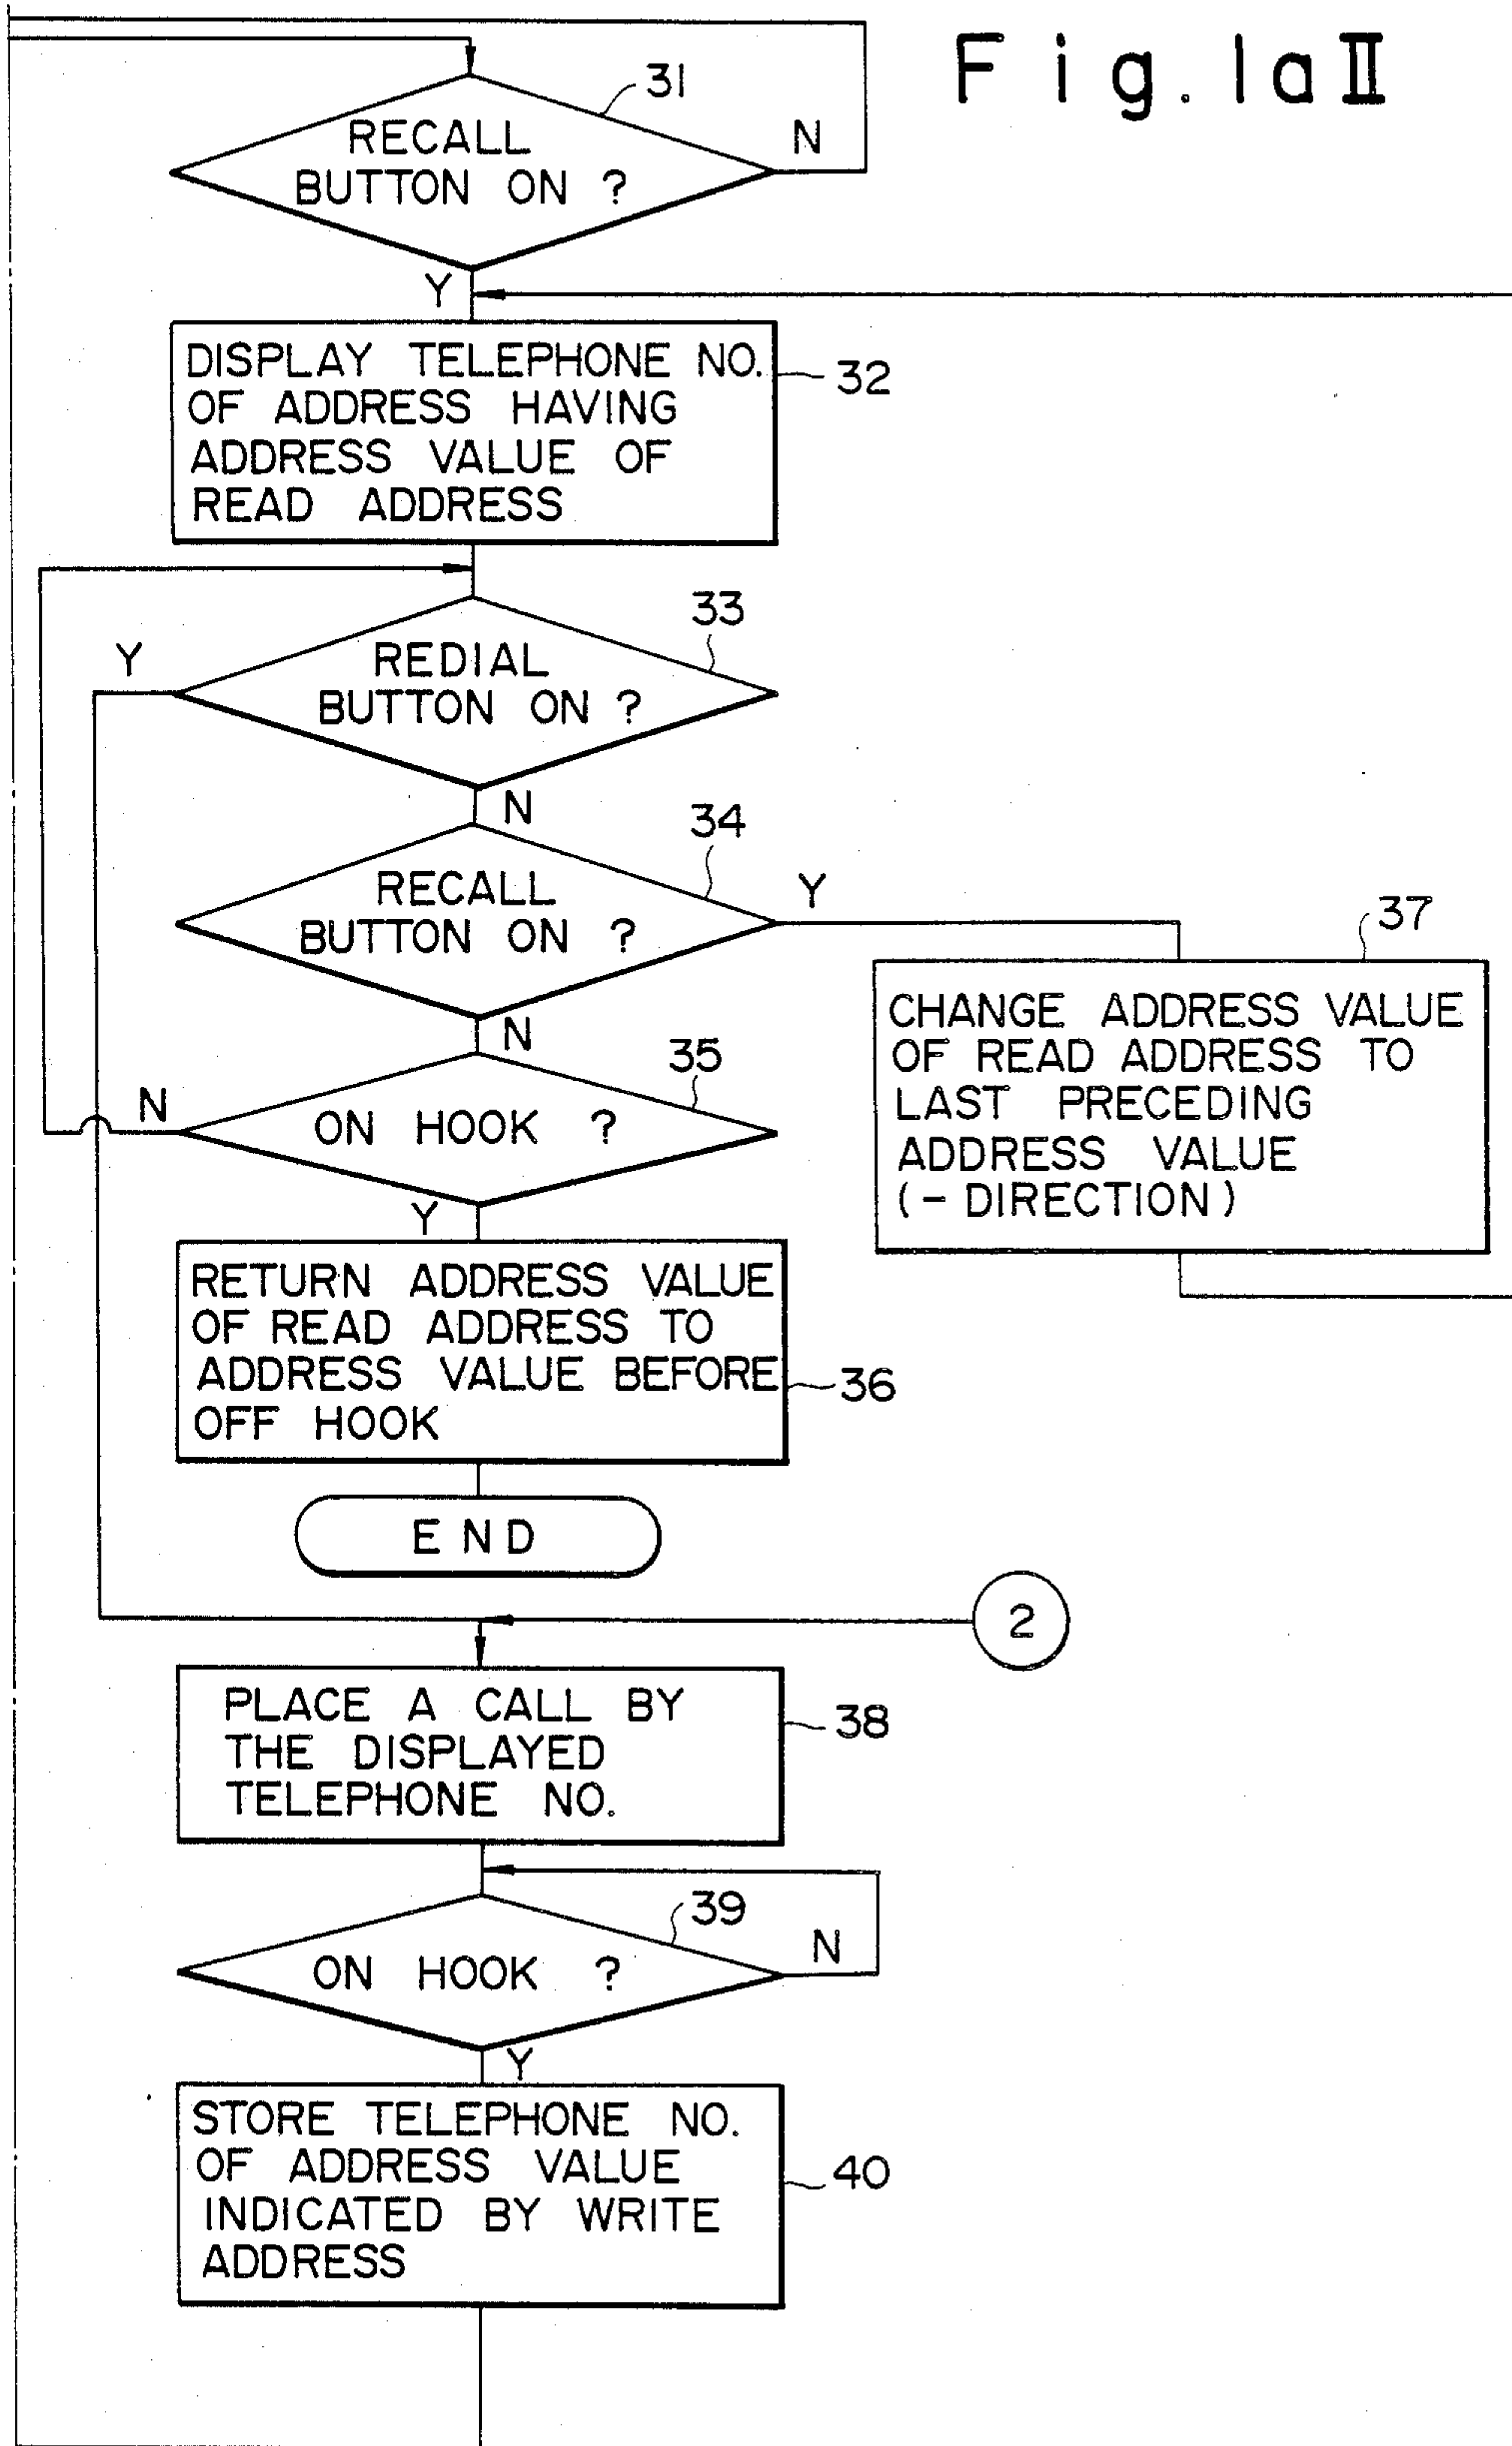 Fig. 1aII
31
RECALL
BUTTON ON ?
N
Y
DISPLAY TELEPHONE NO.
OF ADDRESS HAVING
ADDRESS VALUE OF
READ ADDRESS
32
33
Y
REDIAL
BUTTON ON ?
N
34
RECALL
BUTTON ON ?
Y
N
37
CHANGE ADDRESS VALUE
OF READ ADDRESS TO
LAST PRECEDING
ADDRESS VALUE
(- DIRECTION)
35
N
ON HOOK ?
Y
RETURN ADDRESS VALUE
OF READ ADDRESS TO
ADDRESS VALUE BEFORE
OFF HOOK
36
END
2
PLACE A CALL BY
THE DISPLAYED
TELEPHONE NO.
38
39
ON HOOK ?
N
Y
STORE TELEPHONE NO.
OF ADDRESS VALUE
INDICATED BY WRITE
ADDRESS
40